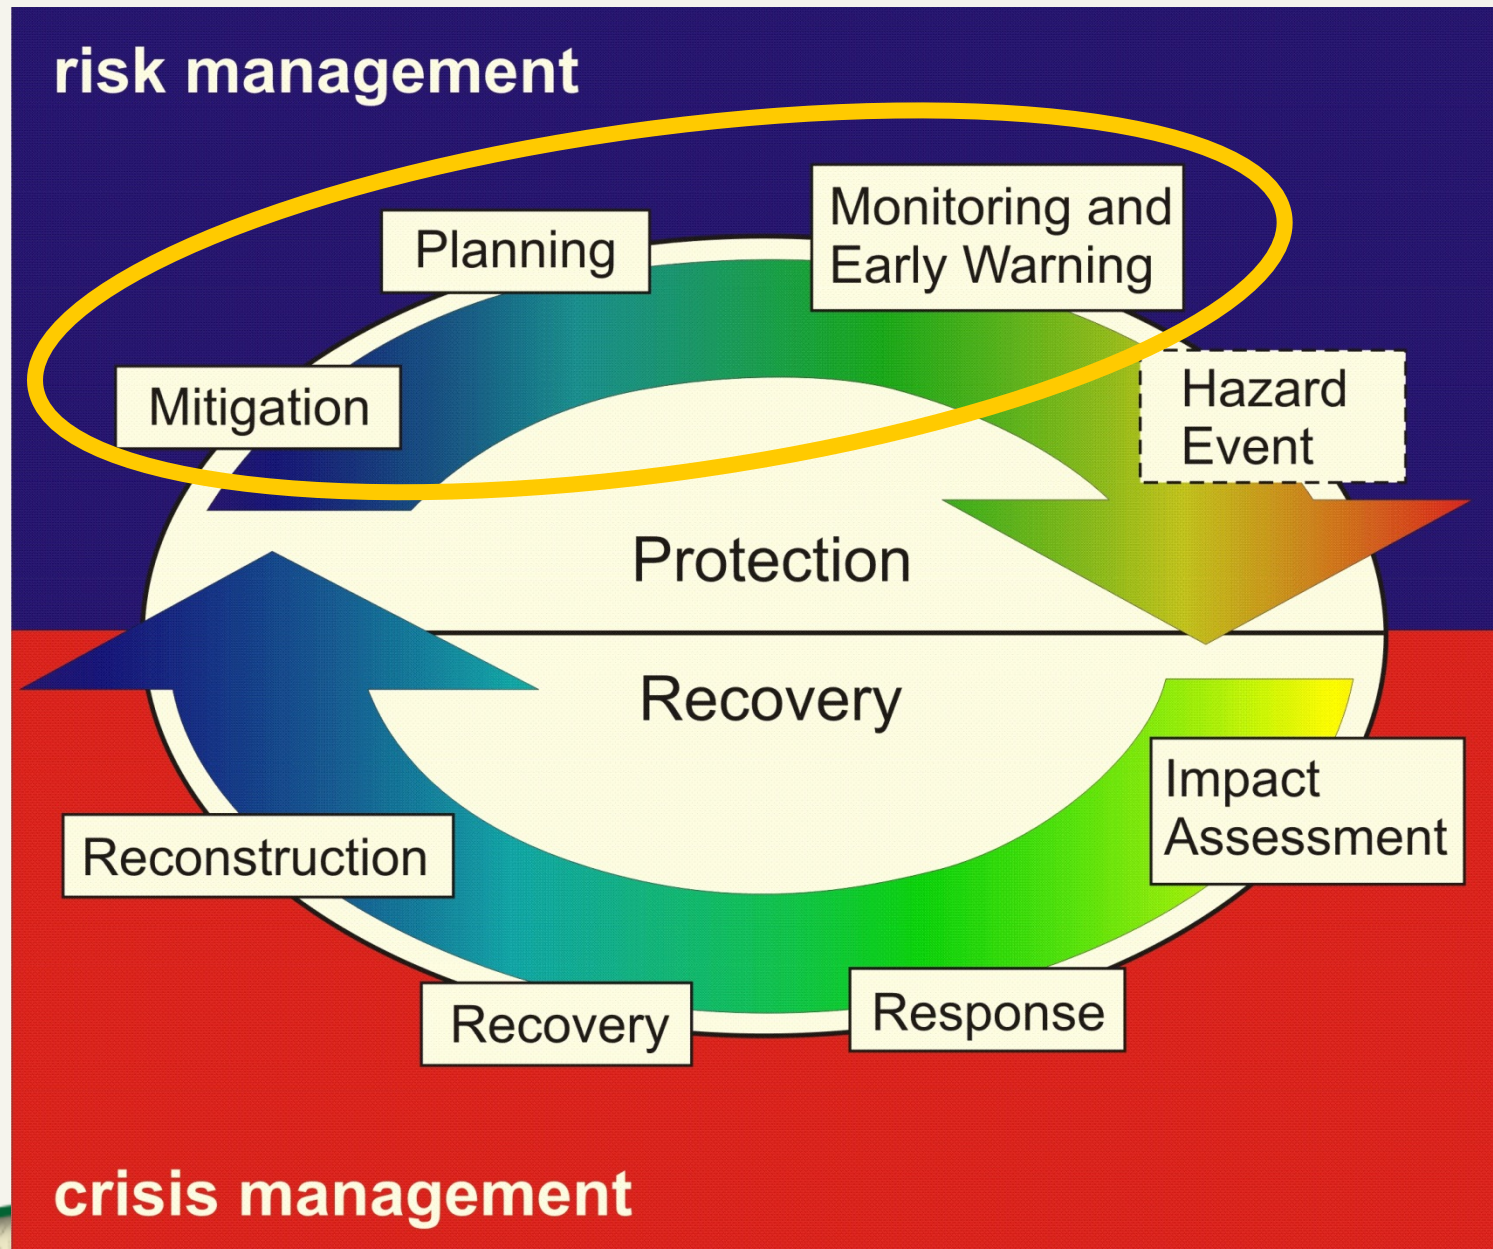 risk management
Planning
Monitoring and
Early Warning
Mitigation
Hazard
Event
Protection
Recovery
Impact
Assessment
Reconstruction
Recovery
Response
crisis management